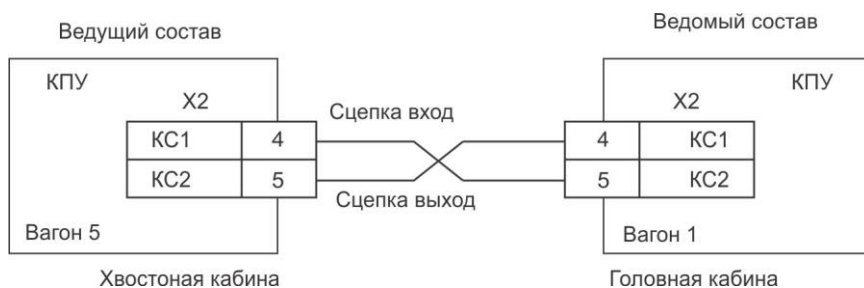 Ведущий состав
Ведомый состав
КПУ
КПУ
X2
X2
Сцепка вход
КС1 4
4 КС1
КС2 5
5 КС2
Сцепка выход
Вагон 5
Вагон 1
Хвостоная кабина
Головная кабина